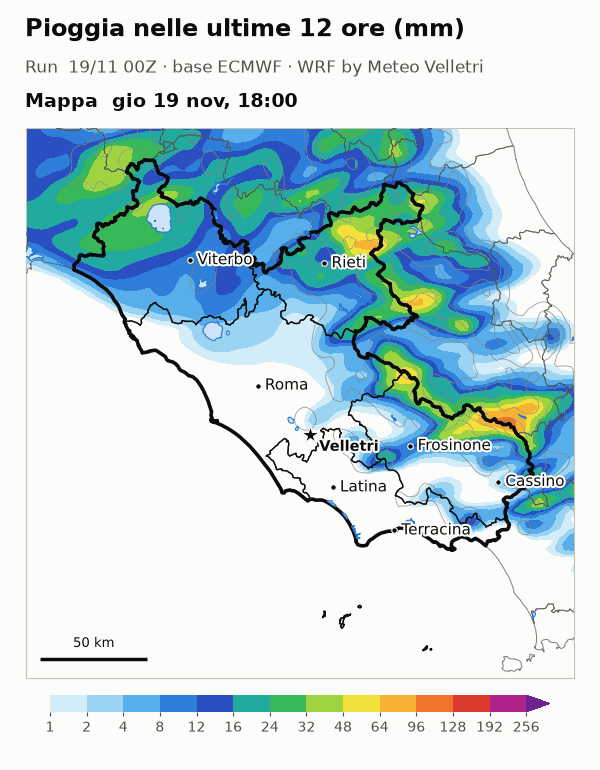 Pioggia nelle ultime 12 ore (mm)
Run  19/11 00Z · base ECMWF · WRF by Meteo Velletri
Mappa  gio 19 nov, 18:00
Viterbo
Rieti
Roma
Velletri
Frosinone
Cassino
Latina
Terracina
50 km
1 2 4 8 12 16 24 32 48 64 96 128 192 256